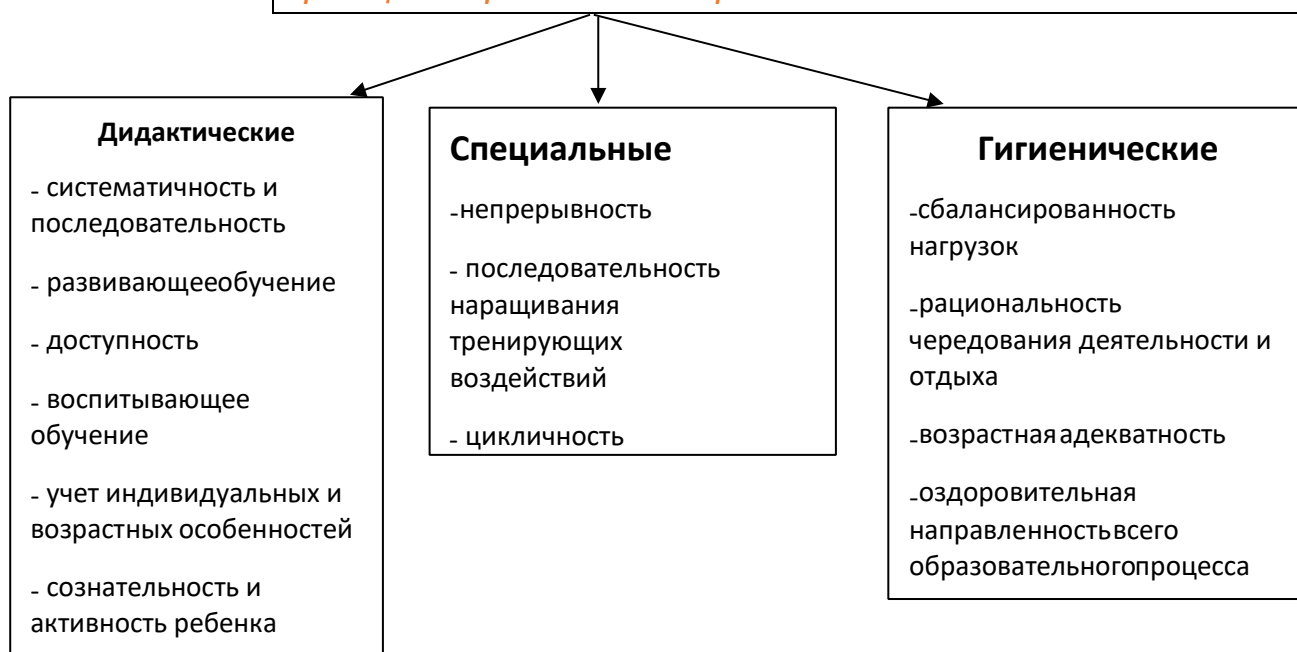 Дидактические
- систематичность и
последовательность
- развивающееобучение
- доступность
- воспитывающее
обучение
- учет индивидуальных и
возрастных особенностей
- сознательность и
активность ребенка
Специальные
-непрерывность
- последовательность
наращивания
тренирующих
воздействий
- цикличность
Гигиенические
-сбалансированность
нагрузок
-рациональность
чередования деятельности и
отдыха
-возрастнаяадекватность
-оздоровительная
направленностьвсего
образовательногопроцесса